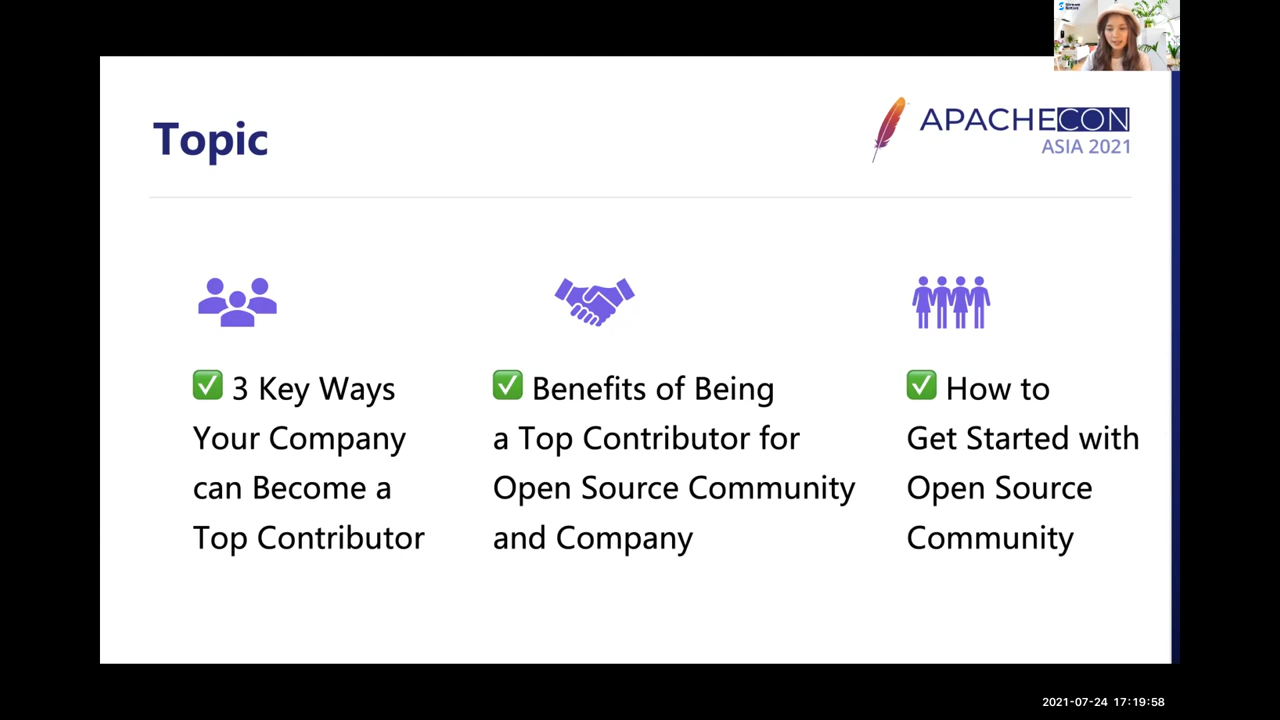 Stream Native
Topic
APACHECON
ASIA 2021
✅ 3 Key Ways
Your Company
can Become a
Top Contributor
✅ Benefits of Being
a Top Contributor for
Open Source Community
and Company
✅ How to
Get Started with
Open Source
Community
2021-07-24 17:19:58